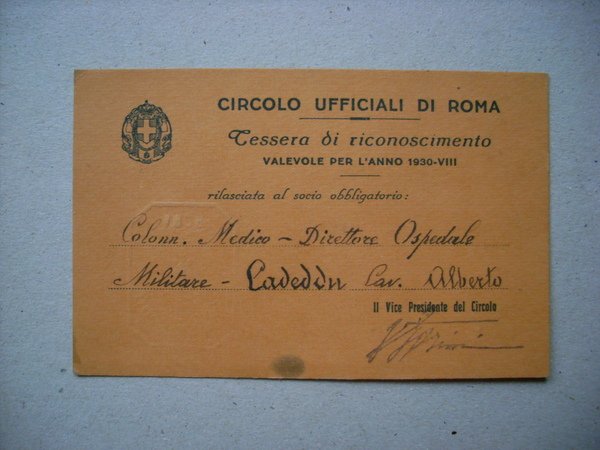 CIRCOLO UFFICIALI DI ROMA
Tessera di riconoscimento
VALEVOLE PER L'ANNO 1930-VIII
rilasciata al socio obbligatorio:
Colonn. Medico - Direttore Ospedale
Militare - Cadeddu Cav. Alberto
Il Vice Presidente del Circolo